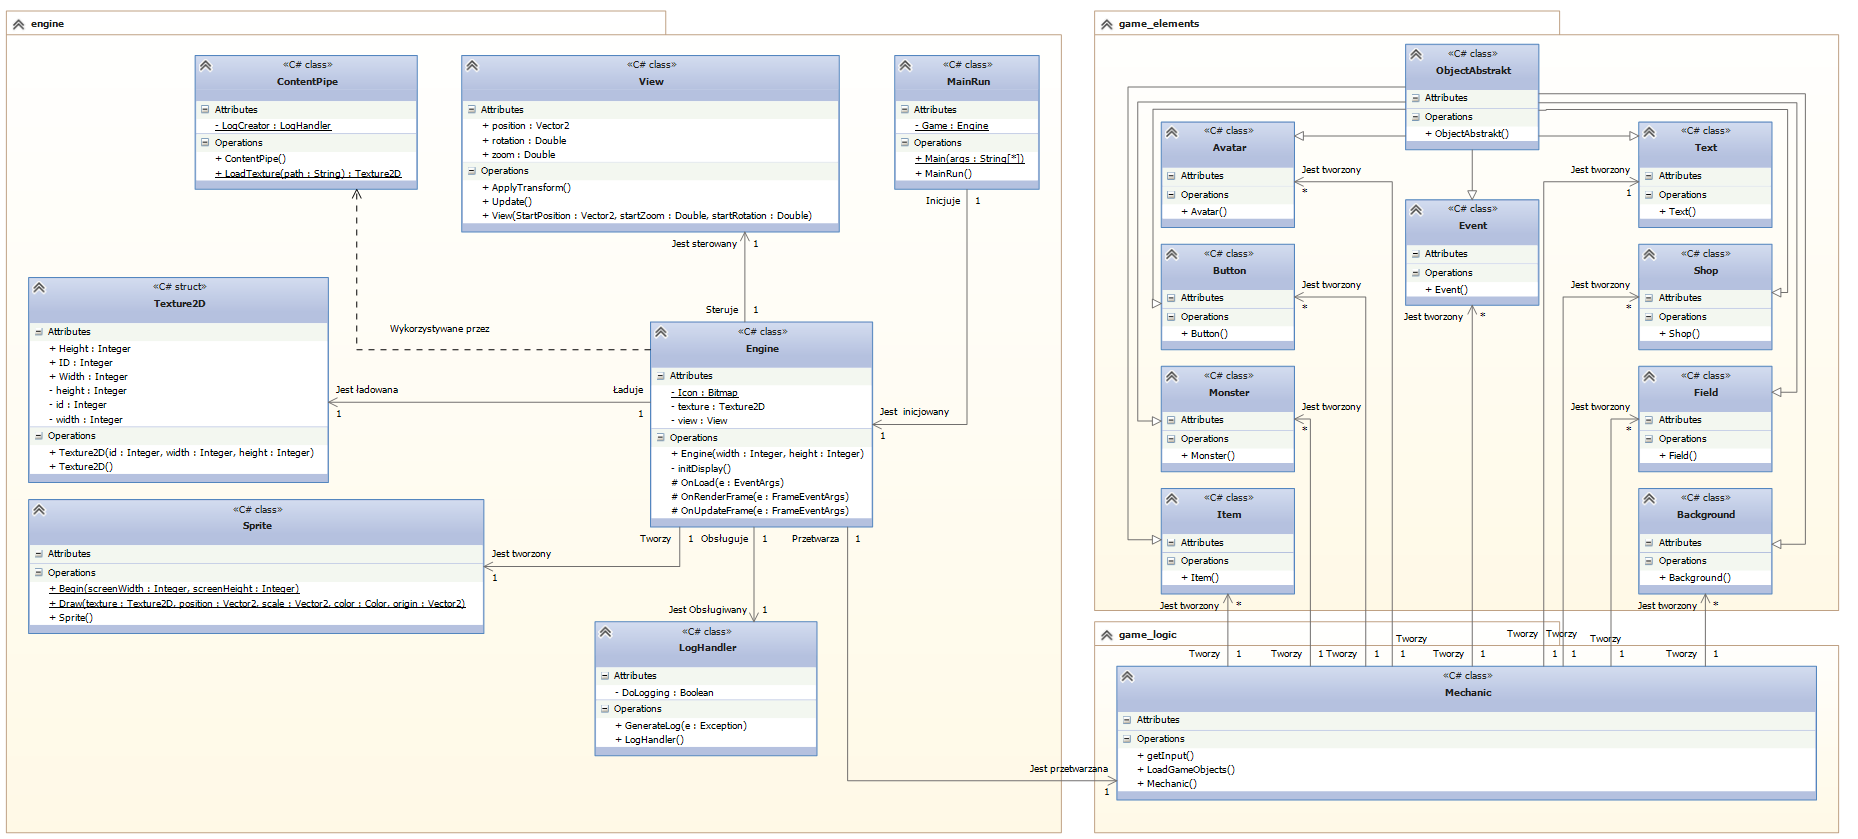 engine
«C# class»
ContentPipe
Attributes
- LogCreator : LogHandler
Operations
+ ContentPipe()
+ LoadTexture(path : String) : Texture2D
«C# class»
View
Attributes
+ position : Vector2
+ rotation : Double
+ zoom : Double
Operations
+ ApplyTransform()
+ Update()
+ View(StartPosition : Vector2, startZoom : Double, startRotation : Double)
«C# class»
MainRun
Attributes
- Game : Engine
Operations
+ Main(args : String[*])
+ MainRun()
Inicjuje 1
Jest sterowany 1
Steruje 1
Wykorzystywane przez
«C# struct»
Texture2D
Attributes
+ Height : Integer
+ ID : Integer
+ Width : Integer
- height : Integer
- id : Integer
- width : Integer
Operations
+ Texture2D(id : Integer, width : Integer, height : Integer)
+ Texture2D()
Jest ładowana
1
Ładuje
1
«C# class»
Engine
Attributes
- Icon : Bitmap
- texture : Texture2D
- view : View
Operations
+ Engine(width : Integer, height : Integer)
- initDisplay()
# OnLoad(e : EventArgs)
# OnRenderFrame(e : FrameEventArgs)
# OnUpdateFrame(e : FrameEventArgs)
Jest inicjowany
1
Tworzy 1
Obsługuje 1
Przetwarza 1
«C# class»
Sprite
Attributes
Operations
+ Begin(screenWidth : Integer, screenHeight : Integer)
+ Draw(texture : Texture2D, position : Vector2, scale : Vector2, color : Color, origin : Vector2)
+ Sprite()
Jest tworzony
1
Jest Obsługiwany 1
«C# class»
LogHandler
Attributes
- DoLogging : Boolean
Operations
+ GenerateLog(e : Exception)
+ LogHandler()
Jest przetwarzana
1
game_elements
«C# class»
ObjectAbstrakt
Attributes
Operations
+ ObjectAbstrakt()
«C# class»
Avatar
Attributes
Operations
+ Avatar()
Jest tworzony
*
«C# class»
Text
Attributes
Operations
+ Text()
Jest tworzony
1
«C# class»
Event
Attributes
Operations
+ Event()
Jest tworzony *
«C# class»
Button
Attributes
Operations
+ Button()
Jest tworzony
*
«C# class»
Shop
Attributes
Operations
+ Shop()
Jest tworzony
*
«C# class»
Monster
Attributes
Operations
+ Monster()
Jest tworzony
*
«C# class»
Field
Attributes
Operations
+ Field()
Jest tworzony
*
«C# class»
Item
Attributes
Operations
+ Item()
Jest tworzony *
«C# class»
Background
Attributes
Operations
+ Background()
Jest tworzony *
game_logic
Tworzy
Tworzy
Tworzy
Tworzy
Tworzy 1
Tworzy 1
Tworzy 1
1
Tworzy 1
1
1
1
Tworzy 1
«C# class»
Mechanic
Attributes
Operations
+ getInput()
+ LoadGameObjects()
+ Mechanic()